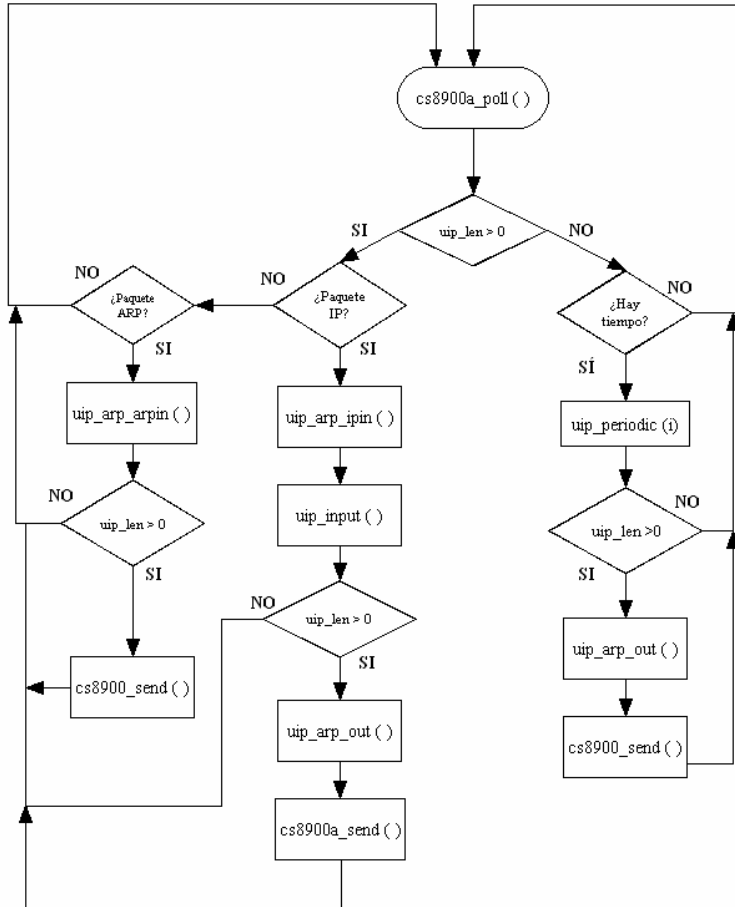 cs8900a_poll ( )
SI
uip_len > 0
NO
NO
¿Paquete
ARP?
NO
¿Paquete
IP?
¿Hay
tiempo?
NO
SI
SI
SÍ
uip_arp_arpin ( )
uip_arp_ipin ( )
uip_periodic (i)
NO
uip_len > 0
uip_input ( )
uip_len >0
NO
SI
SI
NO
uip_len > 0
SI
uip_arp_out ( )
cs8900_send ( )
uip_arp_out ( )
cs8900_send ( )
cs8900a_send ( )